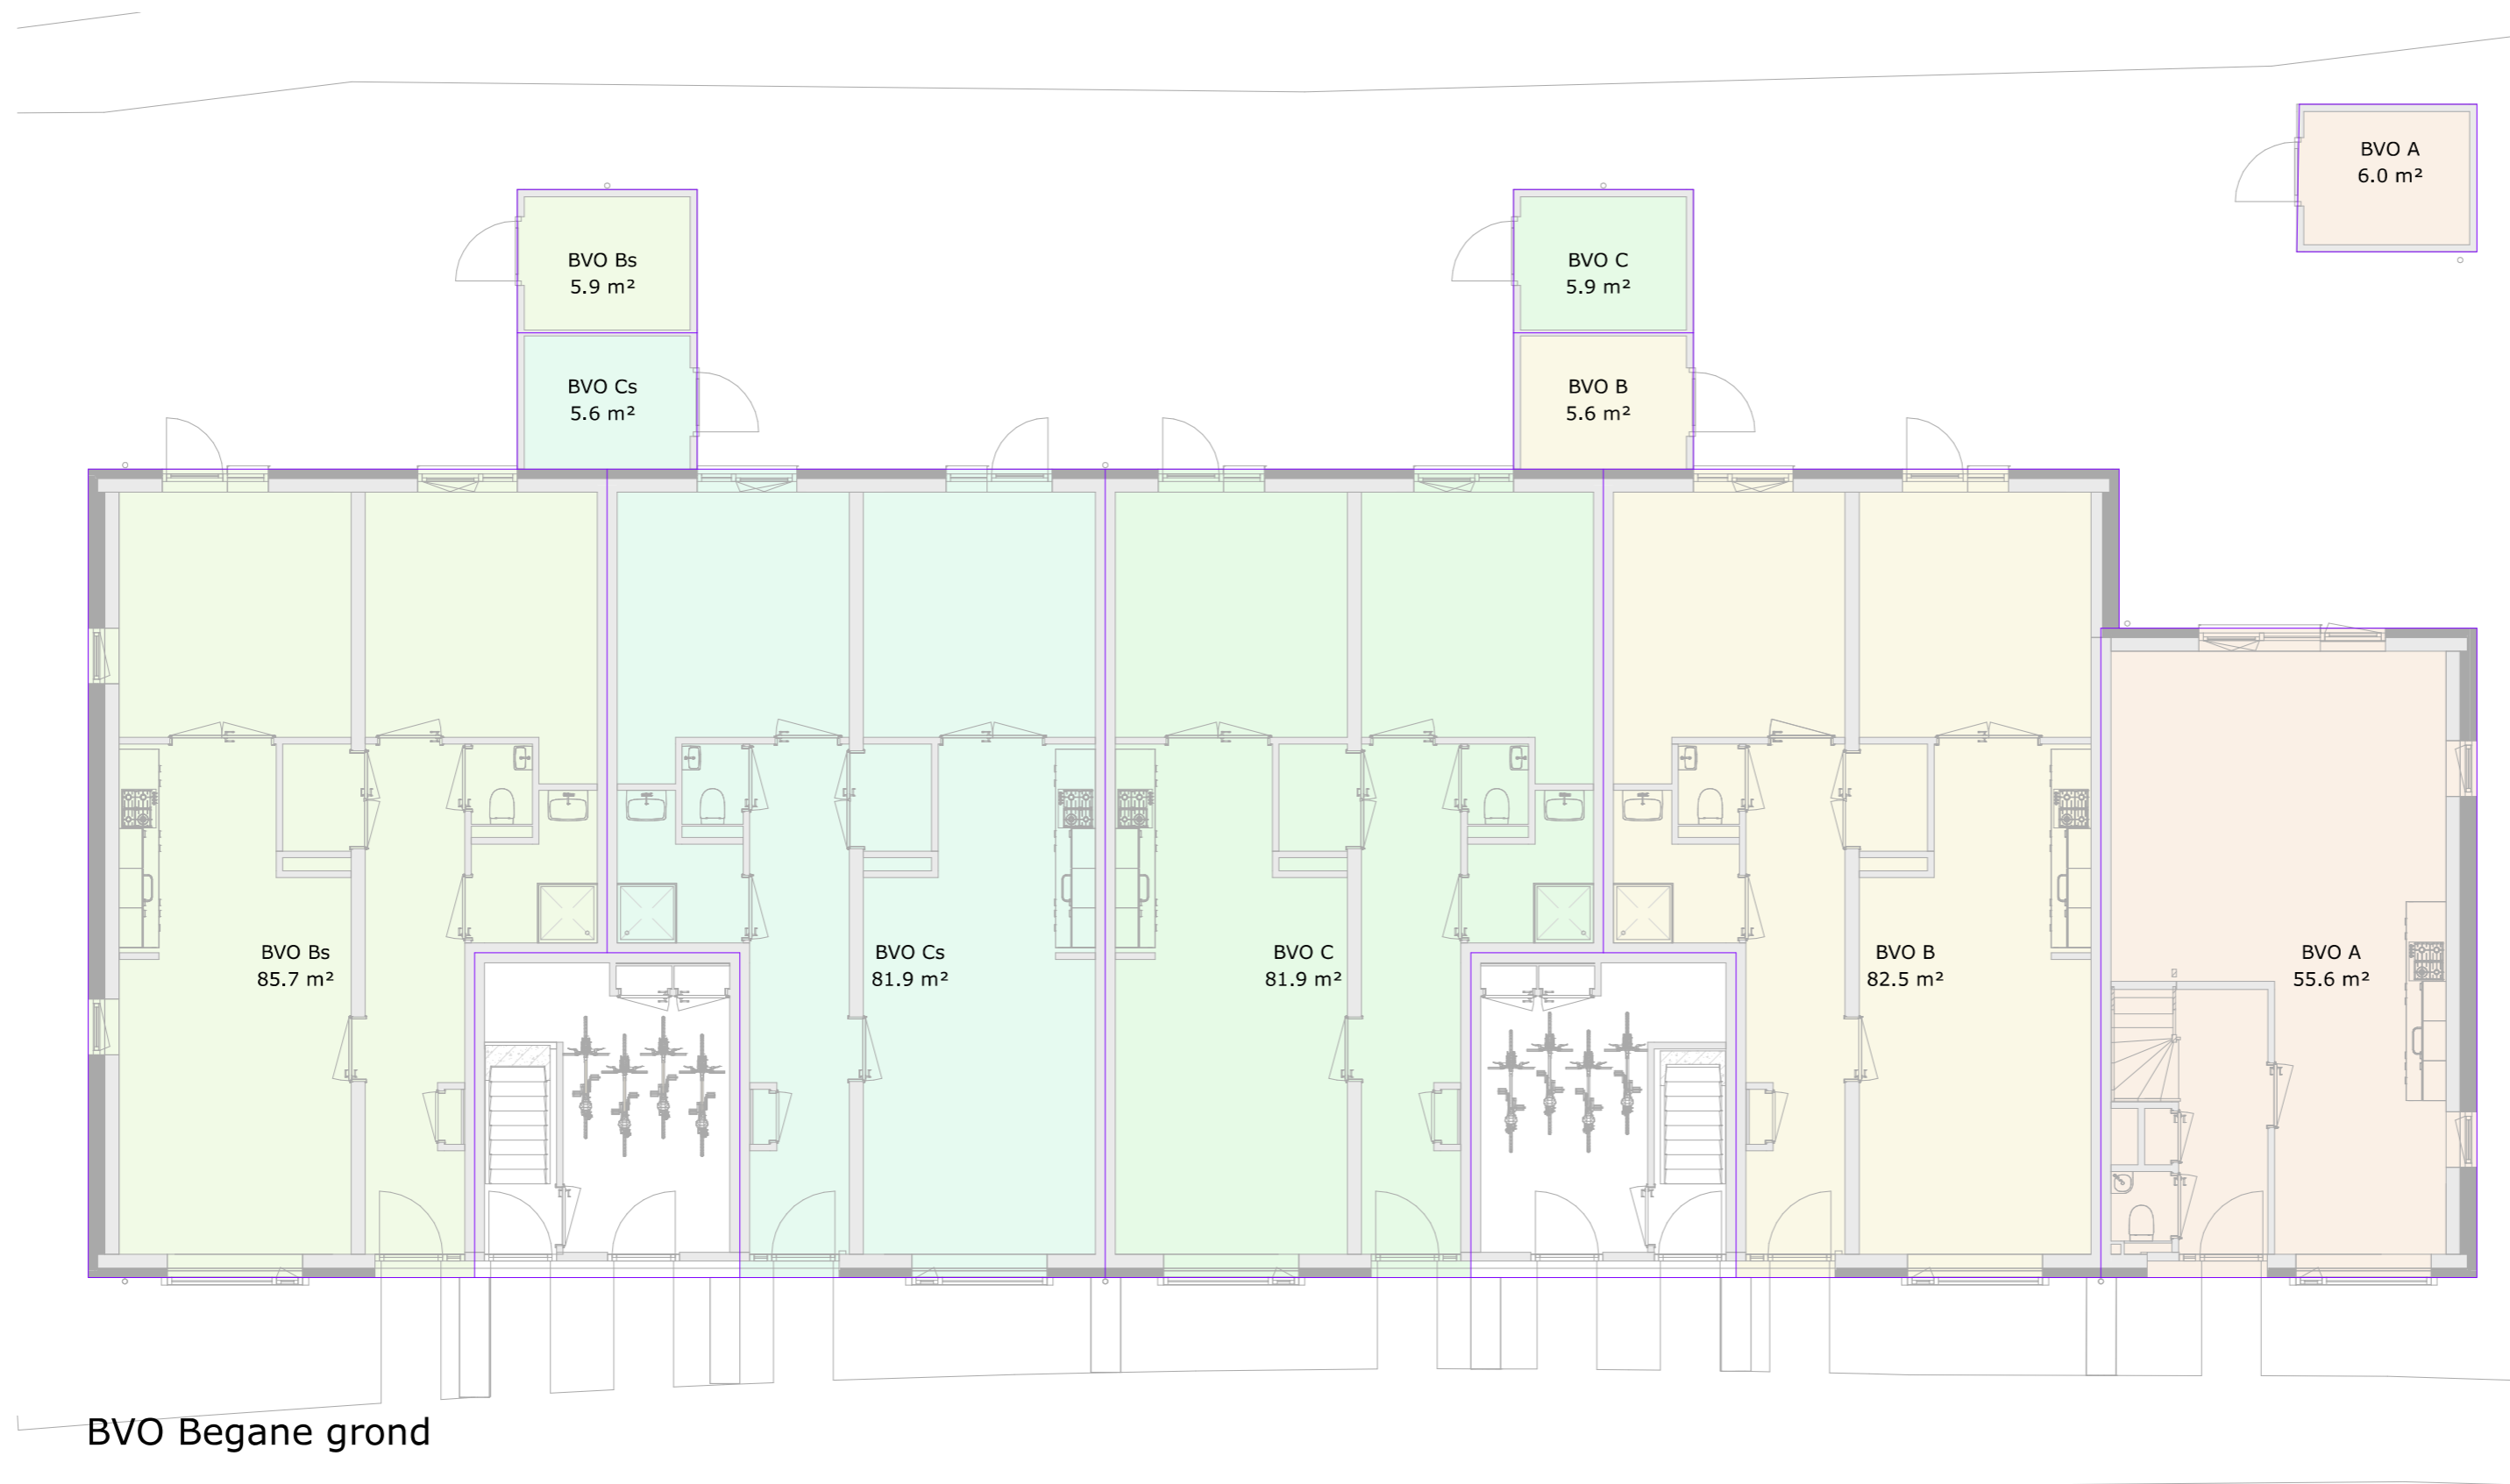 BVO A
6.0 m²
BVO Bs
5.9 m²
BVO C
5.9 m²
BVO Cs
5.6 m²
BVO B
5.6 m²
BVO Bs
85.7 m²
BVO Cs
81.9 m²
BVO C
81.9 m²
BVO B
82.5 m²
BVO A
55.6 m²
BVO Begane grond